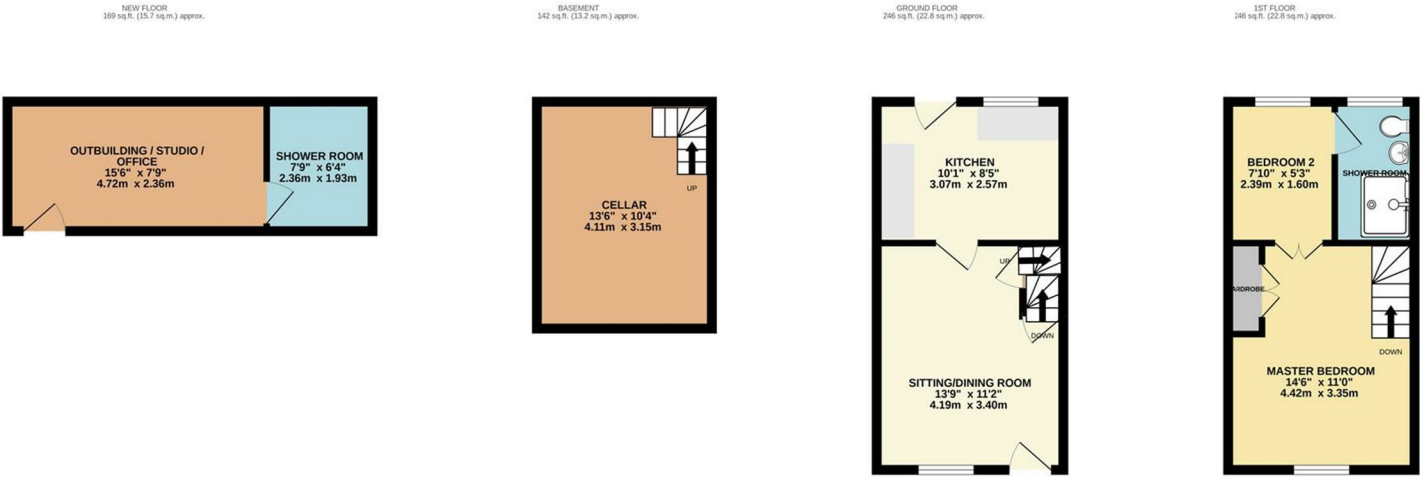 NEW FLOOR
169 sq.ft. (15.7 sq.m.) approx.
OUTBUILDING / STUDIO /
OFFICE
15'6" x 7'9"
4.72m x 2.36m
SHOWER ROOM
7'9" x 6'4"
2.36m x 1.93m
BASEMENT
142 sq.ft. (13.2 sq.m.) approx.
UP
CELLAR
13'6" x 10'4"
4.11m x 3.15m
GROUND FLOOR
246 sq.ft. (22.8 sq.m.) approx.
KITCHEN
10'1" x 8'5"
3.07m x 2.57m
UP
DOWN
SITTING/DINING ROOM
13'9" x 11'2"
4.19m x 3.40m
1ST FLOOR
246 sq.ft. (22.8 sq.m.) approx.
BEDROOM 2
7'10" x 5'3"
2.39m x 1.60m
SHOWER ROOM
ARDROBE
DOWN
MASTER BEDROOM
14'6" x 11'0"
4.42m x 3.35m